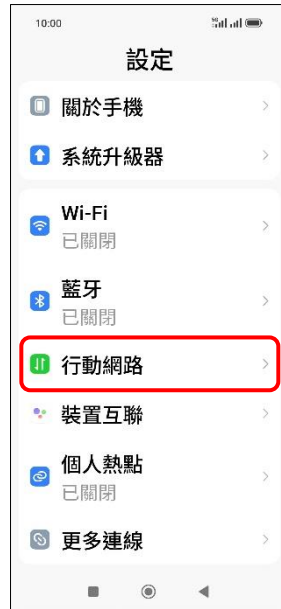 10:00
5G
設定
關於手機
系統升級器
Wi-Fi
已關閉
藍牙
已關閉
行動網路
裝置互聯
個人熱點
已關閉
更多連線